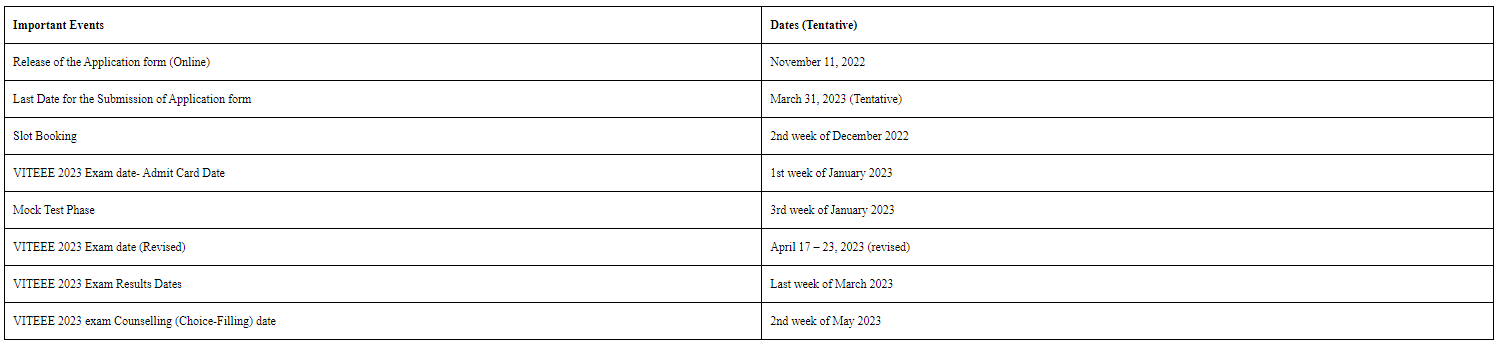 Important Events Dates (Tentative)
Release of the Application form (Online) November 11, 2022
Last Date for the Submission of Application form March 31, 2023 (Tentative)
Slot Booking 2nd week of December 2022
VITEEE 2023 Exam date- Admit Card Date 1st week of January 2023
Mock Test Phase 3rd week of January 2023
VITEEE 2023 Exam date (Revised) April 17 – 23, 2023 (revised)
VITEEE 2023 Exam Results Dates Last week of March 2023
VITEEE 2023 exam Counselling (Choice-Filling) date 2nd week of May 2023